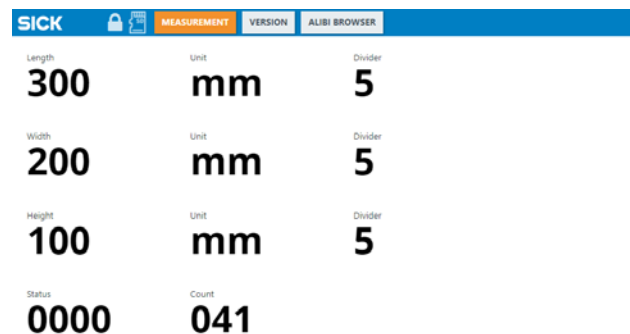 SICK MEASUREMENT VERSION ALIBI BROWSER
Length Unit Divider
300 mm 5
Width Unit Divider
200 mm 5
Height Unit Divider
100 mm 5
Status Count
0000 041